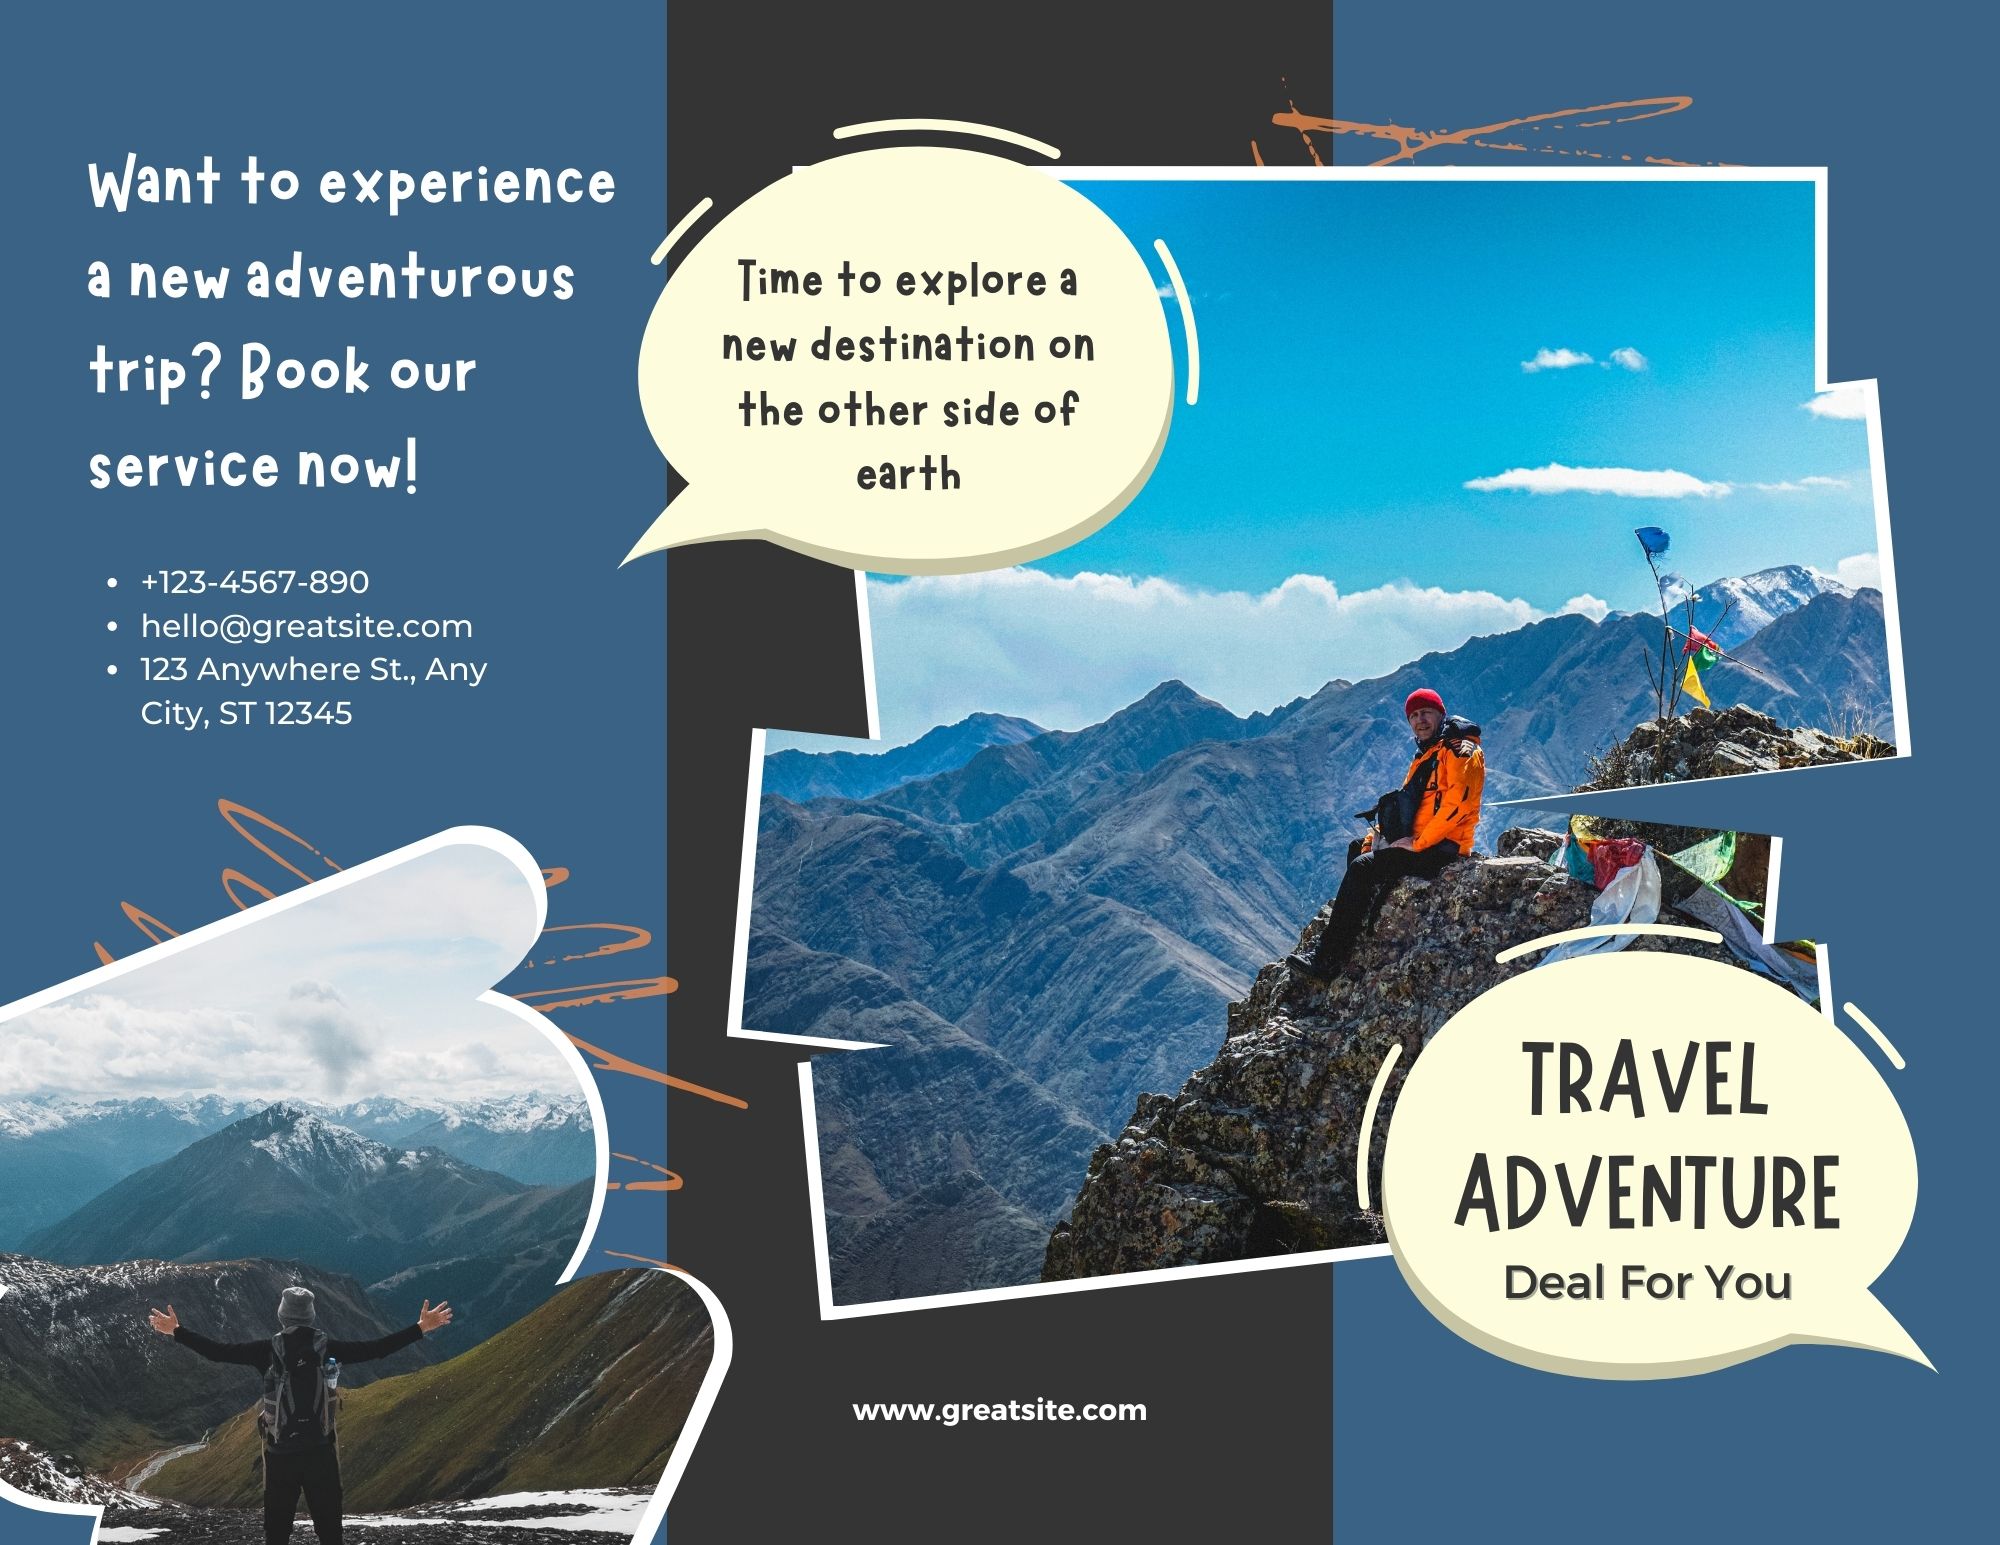 Want to experience
a new adventurous
trip? Book our
service now!
• +123-4567-890
• hello@greatsite.com
• 123 Anywhere St., Any
City, ST 12345
Time to explore a
new destination on
the other side of
earth
www.greatsite.com
TRAVEL
ADVENTURE
Deal For You